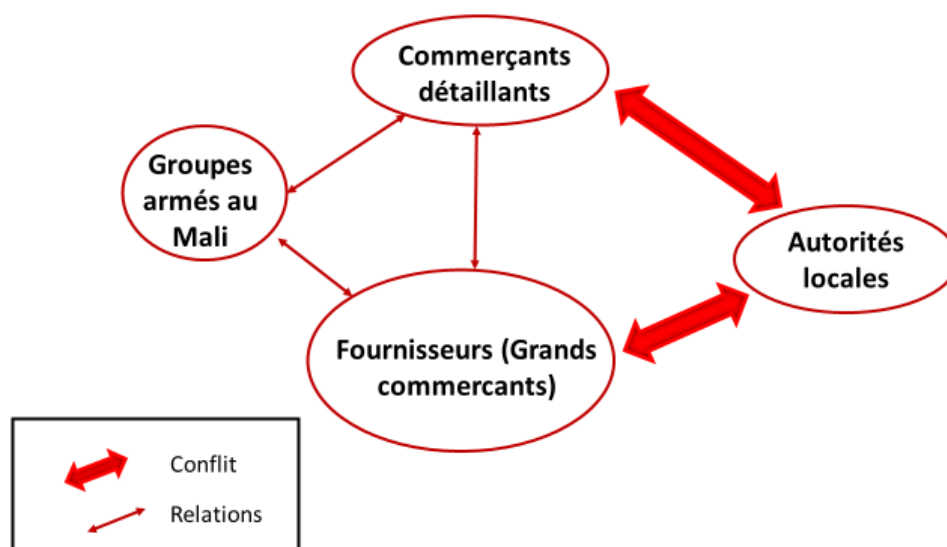 Commerçants
détaillants
Groupes
armés au
Mali
Autorités
locales
Fournisseurs (Grands
commercants)
Conflit
Relations